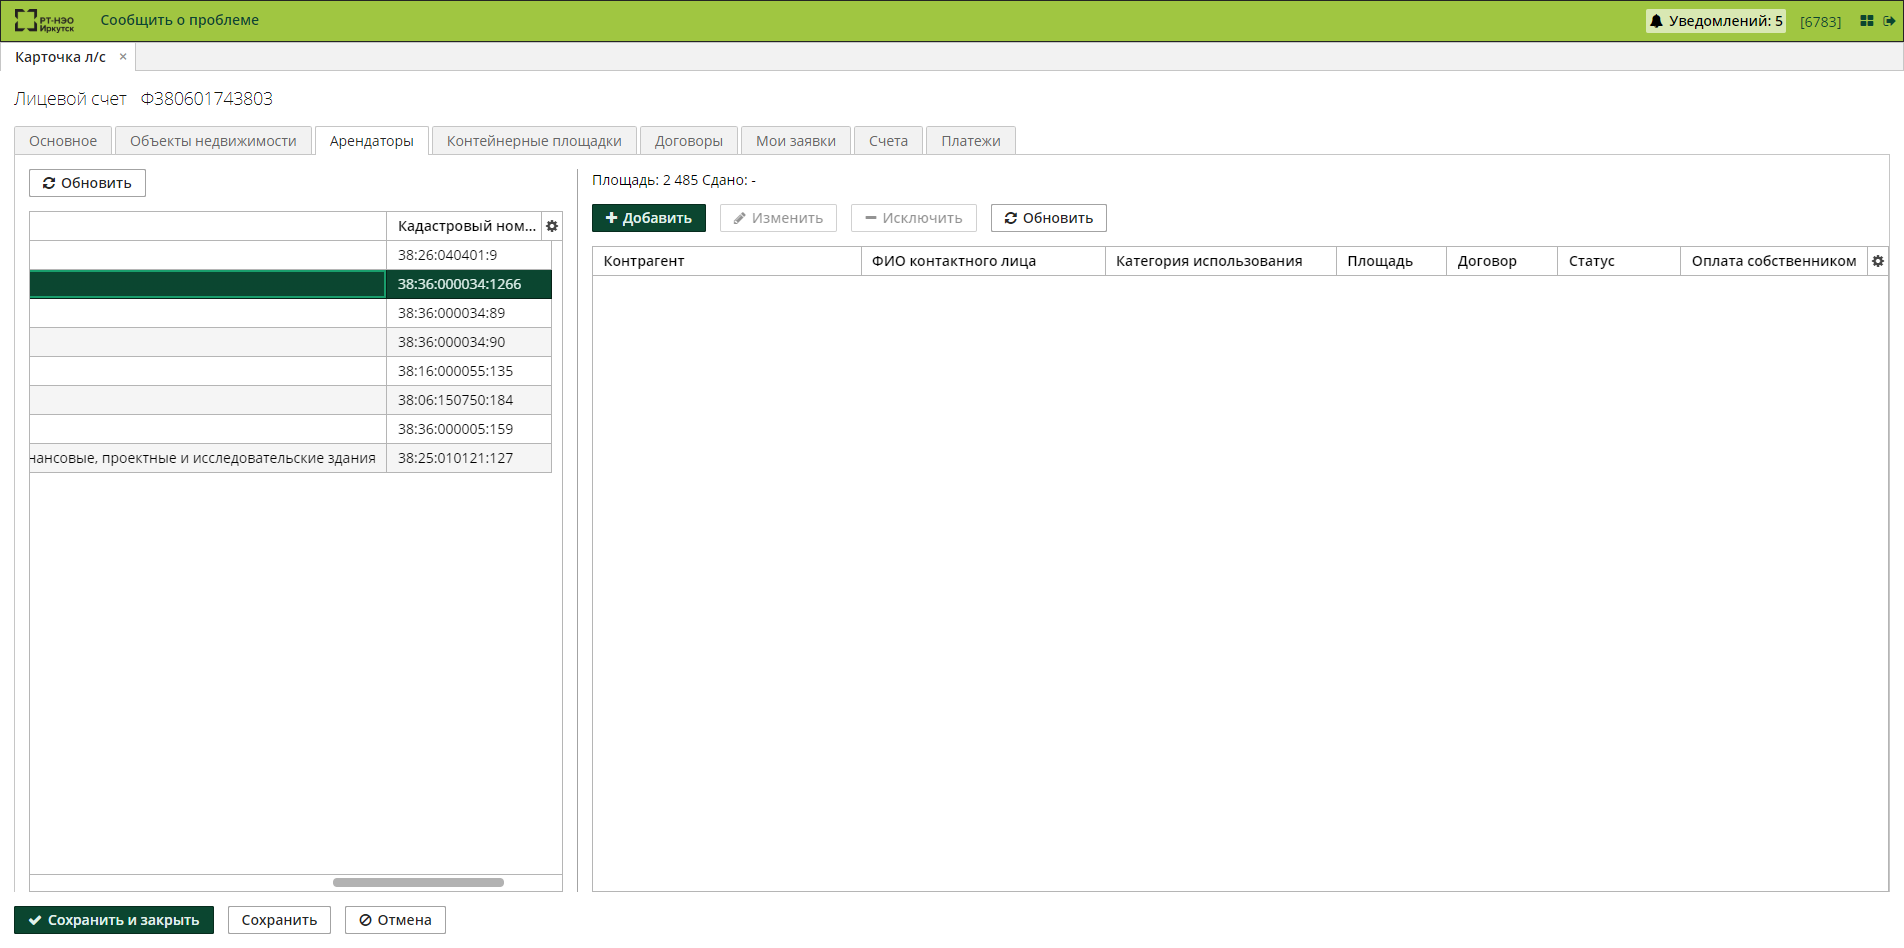 РТ-НЭО
Иркутск
Сообщить о проблеме
Уведомлений: 5
[6783]
Карточка л/с ×
Лицевой счет Ф380601743803
Основное
Объекты недвижимости
Арендаторы
Контейнерные площадки
Договоры
Мои заявки
Счета
Платежи
Обновить
Кадастровый ном...
38:26:040401:9
38:36:000034:1266
38:36:000034:89
38:36:000034:90
38:16:000055:135
38:06:150750:184
38:36:000005:159
нансовые, проектные и исследовательские здания 38:25:010121:127
Площадь: 2 485 Сдано: -
Добавить
Изменить
Исключить
Обновить
Контрагент
ФИО контактного лица
Категория использования
Площадь
Договор
Статус
Оплата собственником
Сохранить и закрыть
Сохранить
Отмена